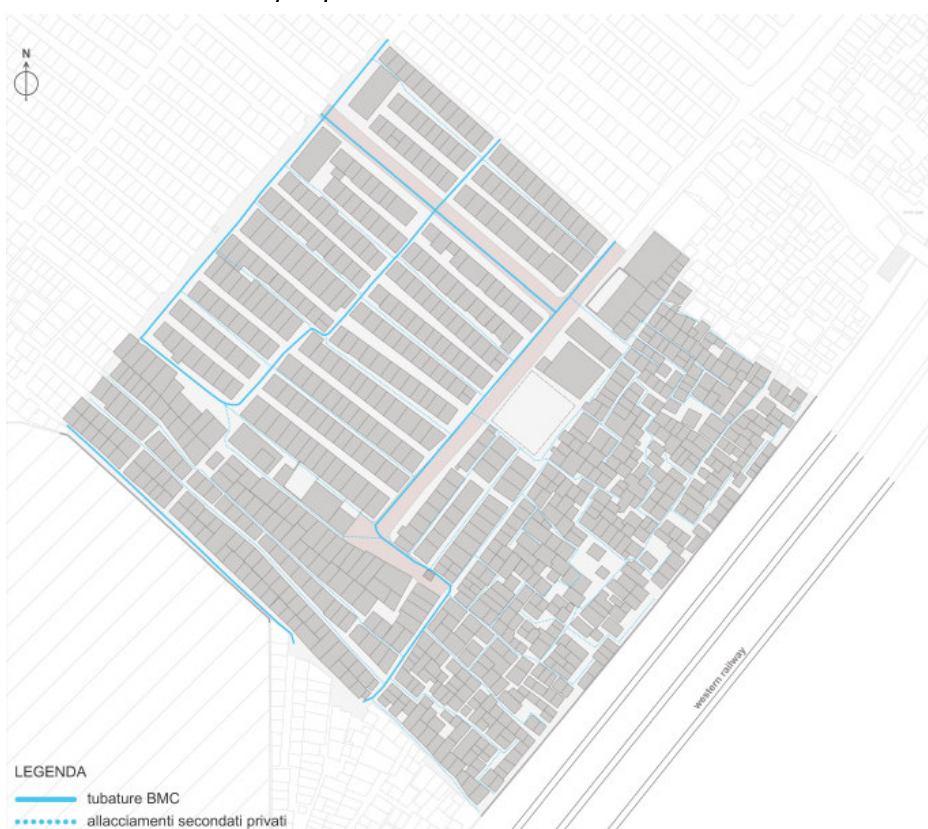 N
western railway
LEGENDA
tubature BMC
allacciamenti secondati privati